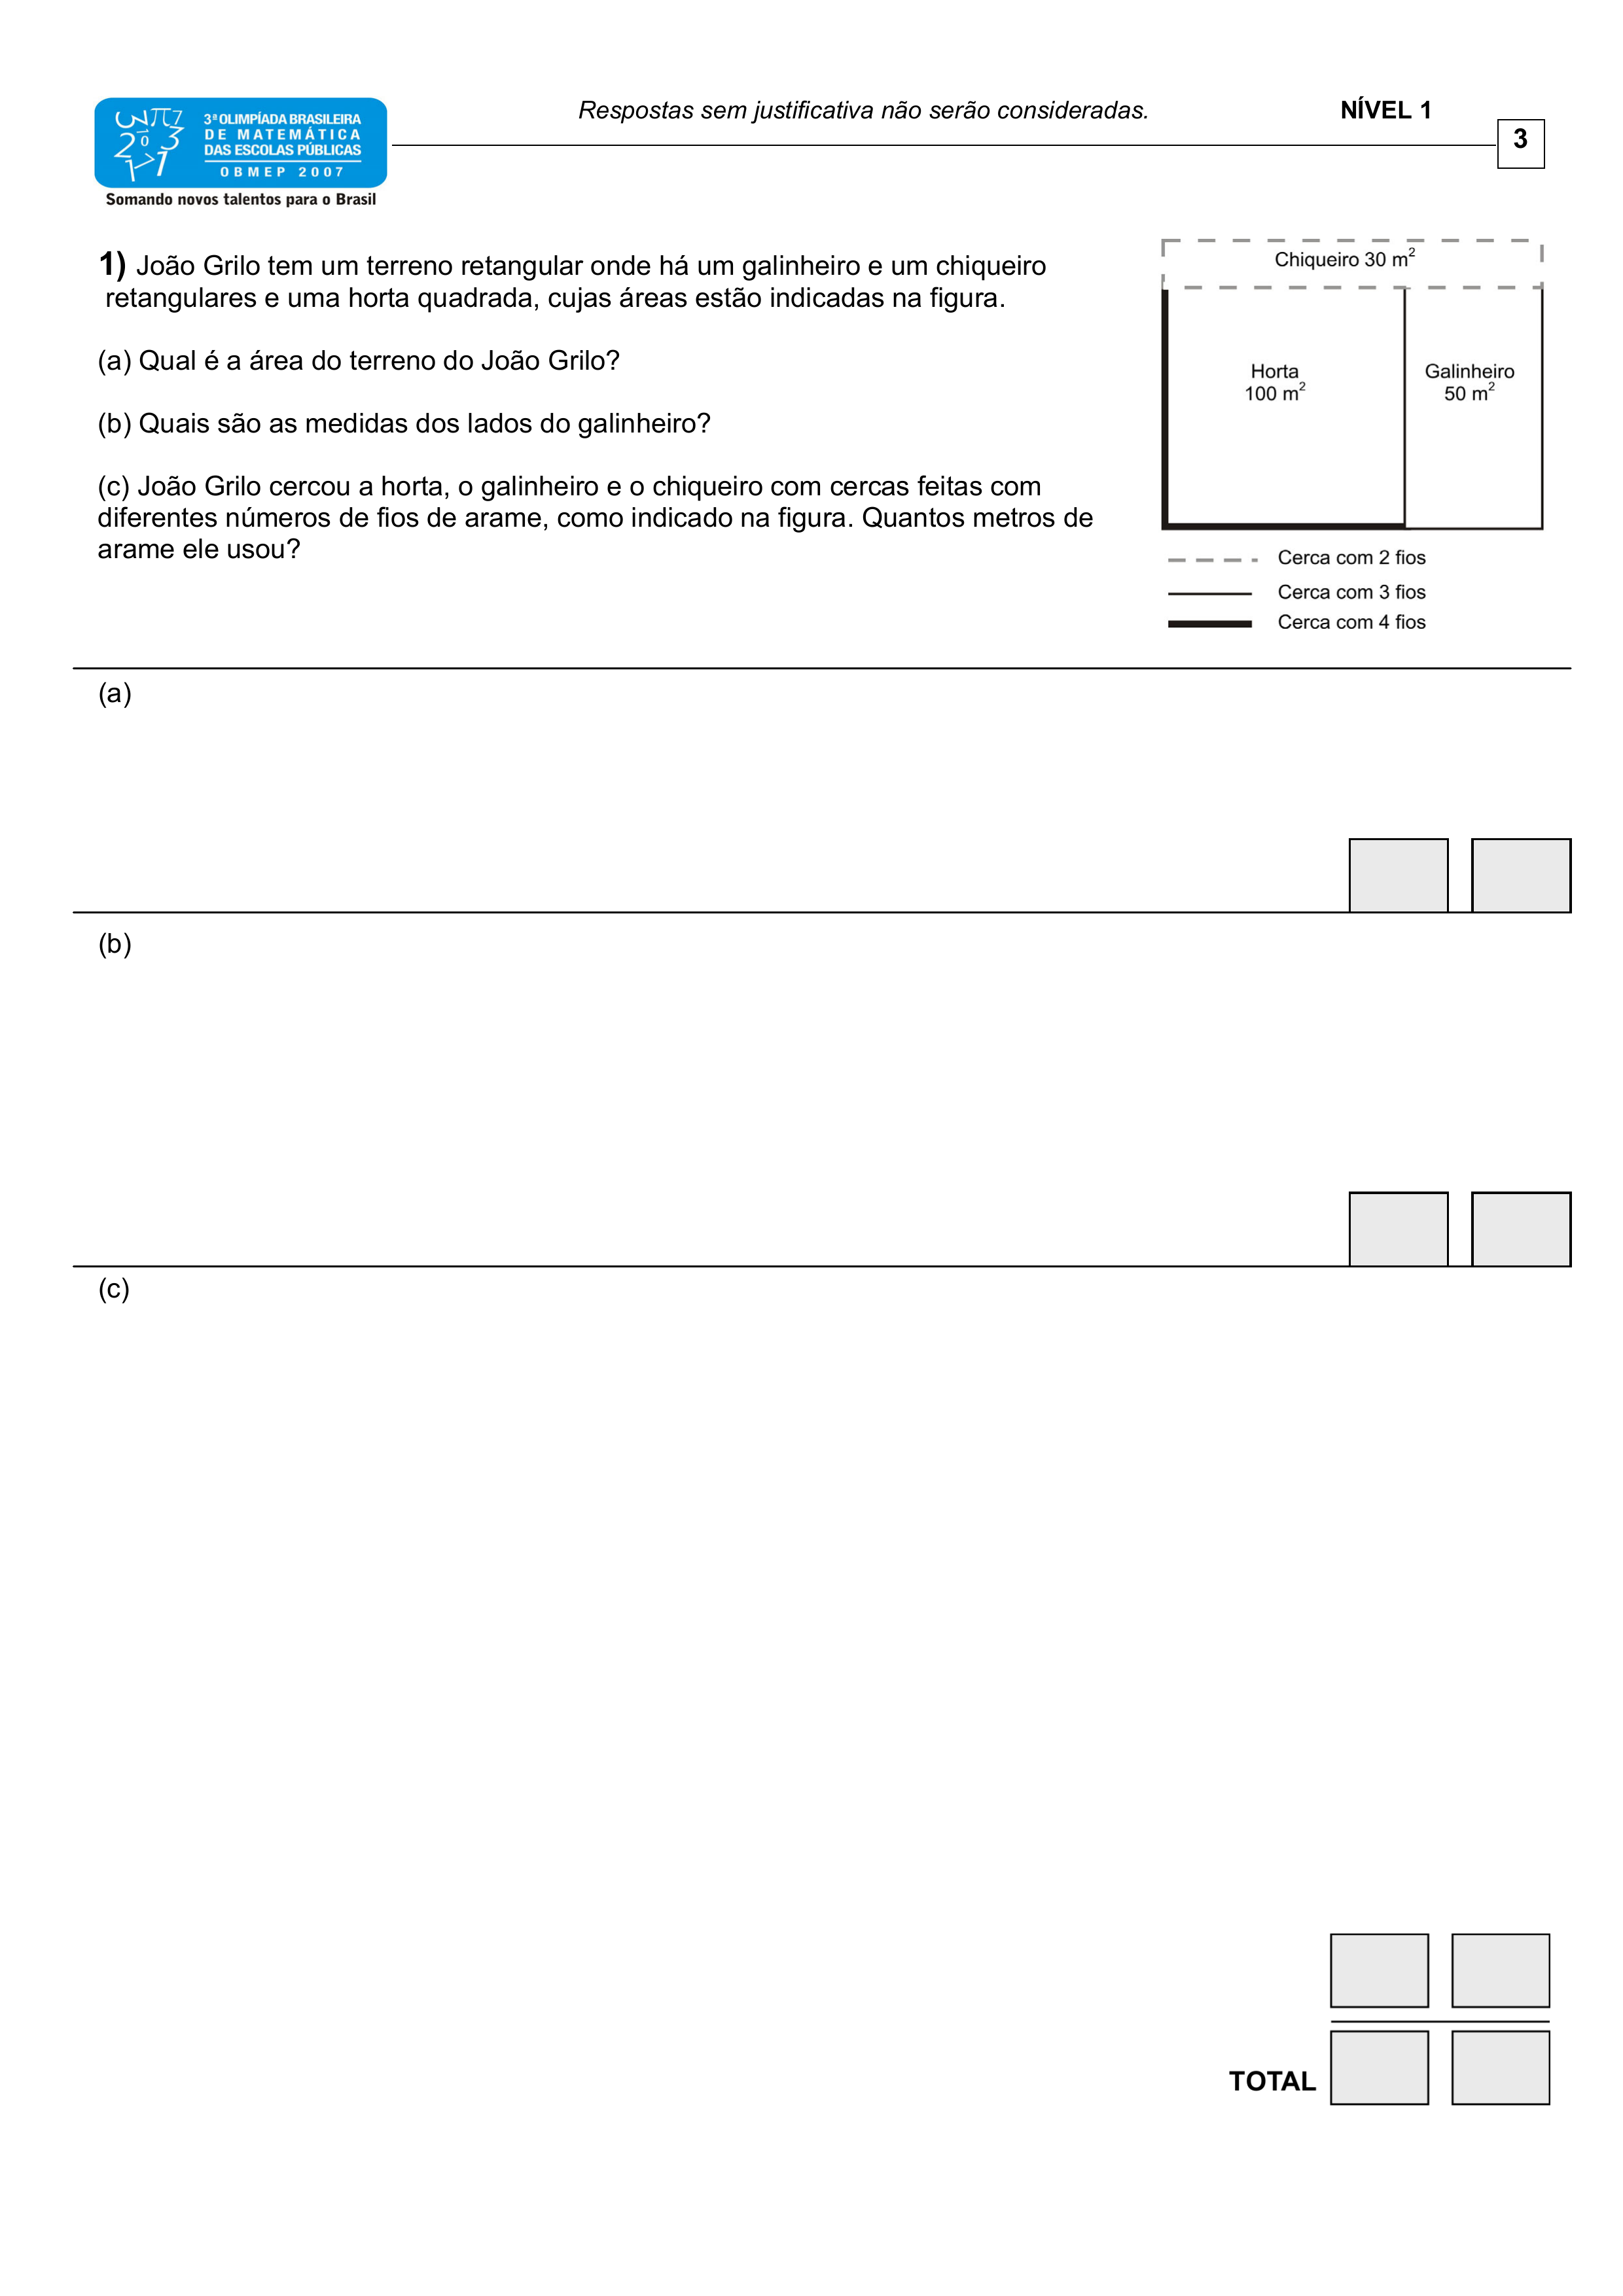 3ª OLIMPÍADA BRASILEIRA
DE MATEMÁTICA
DAS ESCOLAS PÚBLICAS
OBMEP 2007
Somando novos talentos para o Brasil
Respostas sem justificativa não serão consideradas.
NÍVEL 1
3
1) João Grilo tem um terreno retangular onde há um galinheiro e um chiqueiro
retangulares e uma horta quadrada, cujas áreas estão indicadas na figura.
(a) Qual é a área do terreno do João Grilo?
(b) Quais são as medidas dos lados do galinheiro?
(c) João Grilo cercou a horta, o galinheiro e o chiqueiro com cercas feitas com
diferentes números de fios de arame, como indicado na figura. Quantos metros de
arame ele usou?
Chiqueiro 30 m²
Horta
100 m²
Galinheiro
50 m²
Cerca com 2 fios
Cerca com 3 fios
Cerca com 4 fios
(a)
(b)
(c)
TOTAL